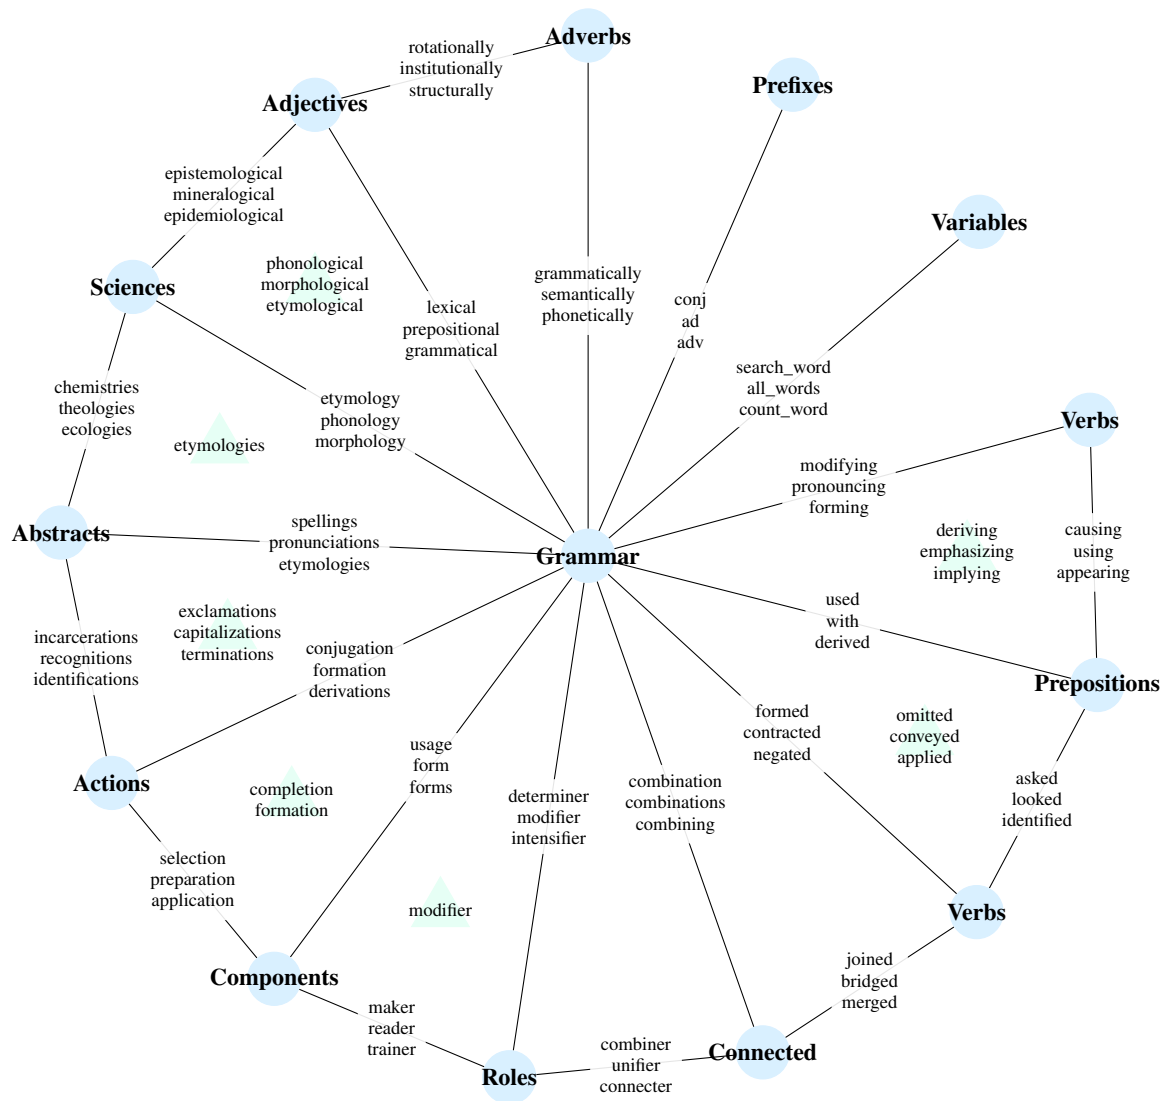 Adverbs
rotationally
institutionally
structurally
Prefixes
Adjectives
epistemological
mineralogical
epidemiological
Variables
phonological
morphological
etymological
grammatically
semantically
phonetically
Sciences
lexical
prepositional
grammatical
conj
ad
adv
search_word
all_words
count_word
chemistries
theologies
ecologies
etymology
phonology
morphology
Verbs
etymologies
modifying
pronouncing
forming
Abstracts
spellings
pronunciations
etymologies
Grammar
deriving
emphasizing
implying
causing
using
appearing
exclamations
capitalizations
terminations
used
with
derived
incarcerations
recognitions
identifications
conjugation
formation
derivations
Prepositions
formed
contracted
negated
omitted
conveyed
applied
usage
form
forms
Actions
completion
formation
determiner
modifier
intensifier
combination
combinations
combining
asked
looked
identified
selection
preparation
application
modifier
Verbs
Components
joined
bridged
merged
maker
reader
trainer
combiner
unifier
connecter
Connected
Roles